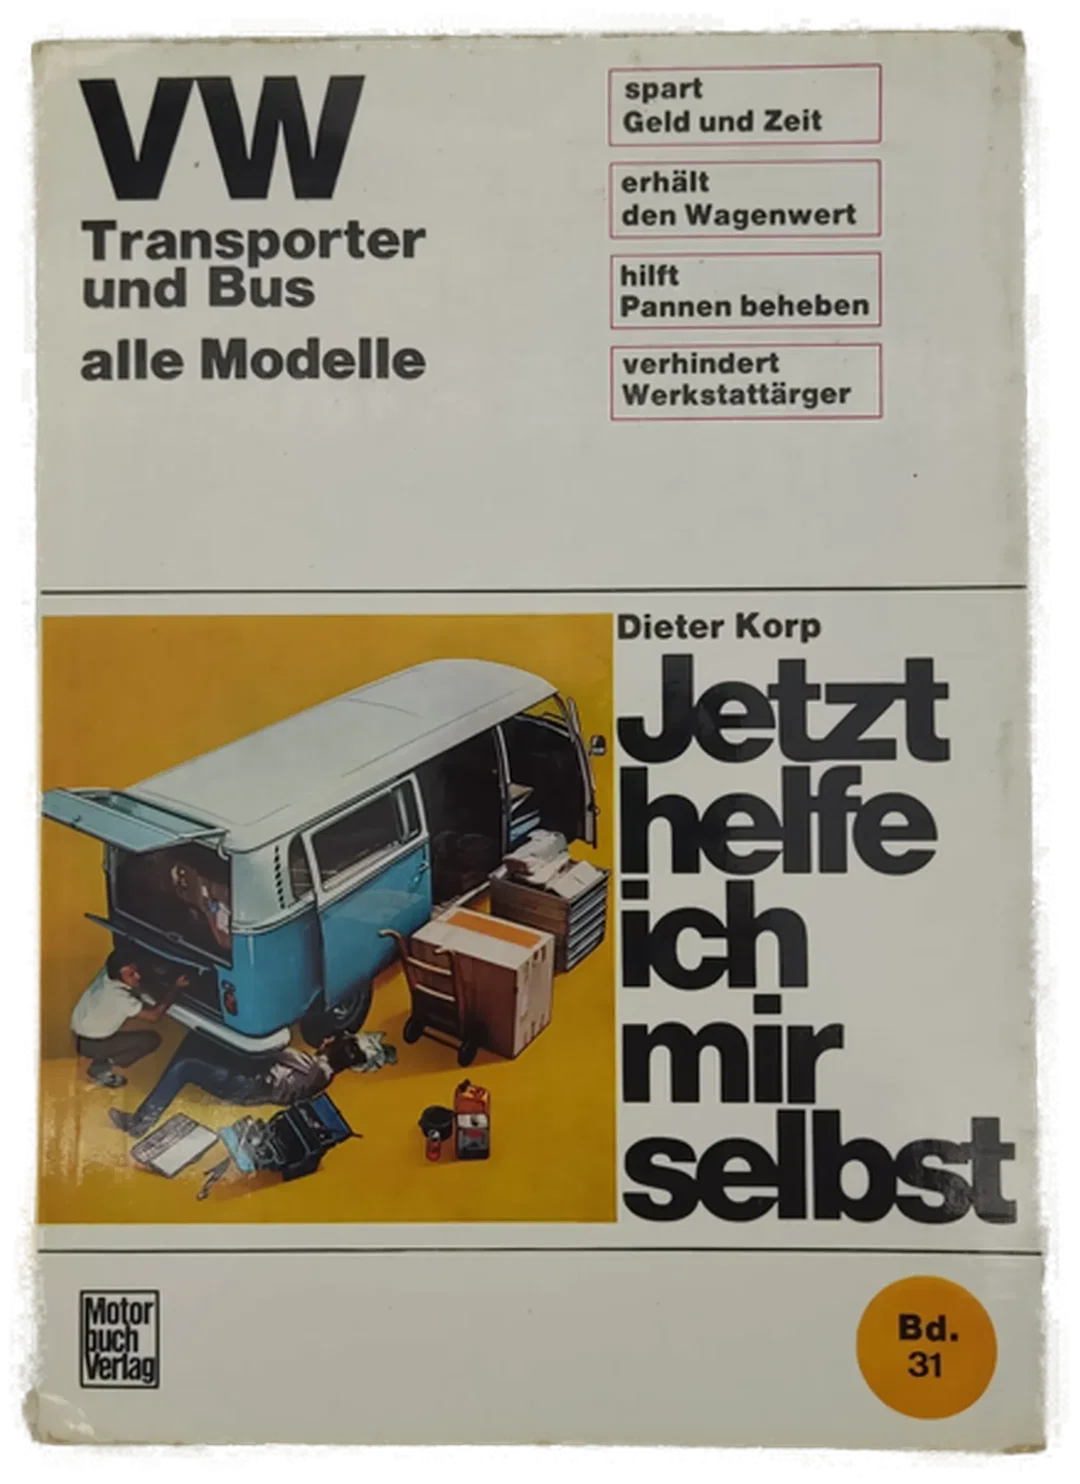 VW
Transporter
und Bus
alle Modelle
spart
Geld und Zeit
erhält
den Wagenwert
hilft
Pannen beheben
verhindert
Werkstattärger
Dieter Korp
Jetzt
helfe
ich
mir
selbst
Motor
buch
Verlag
Bd.
31